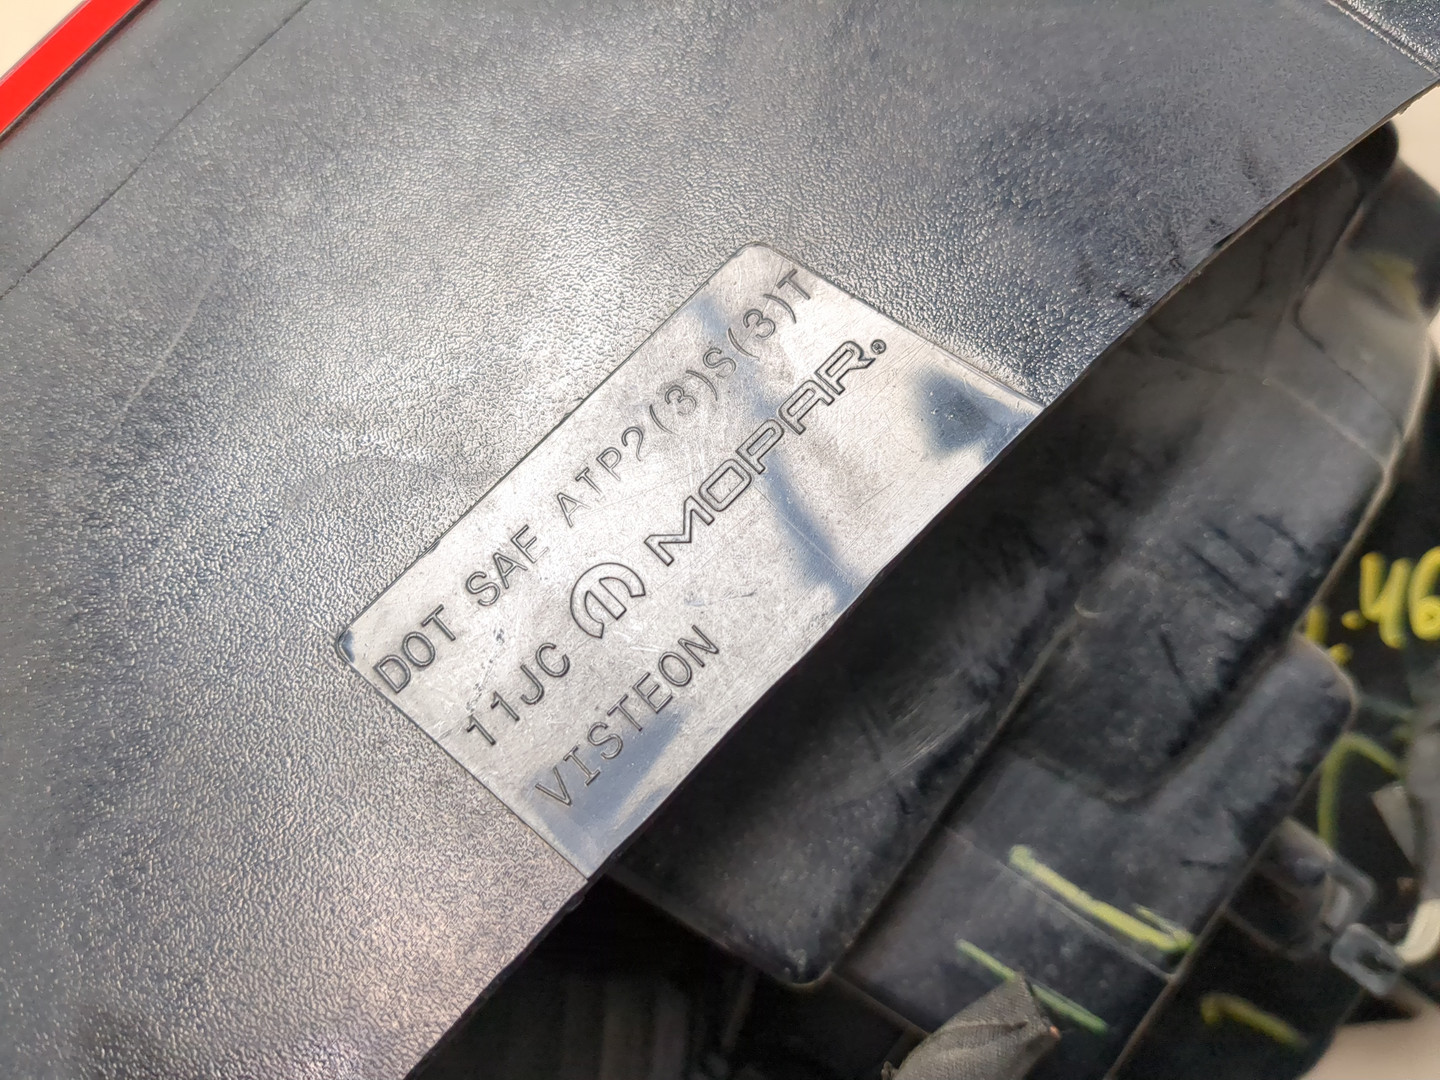 DOT SAE ATP2(3)S(3)T
11JC MOPAR®
VISTEON